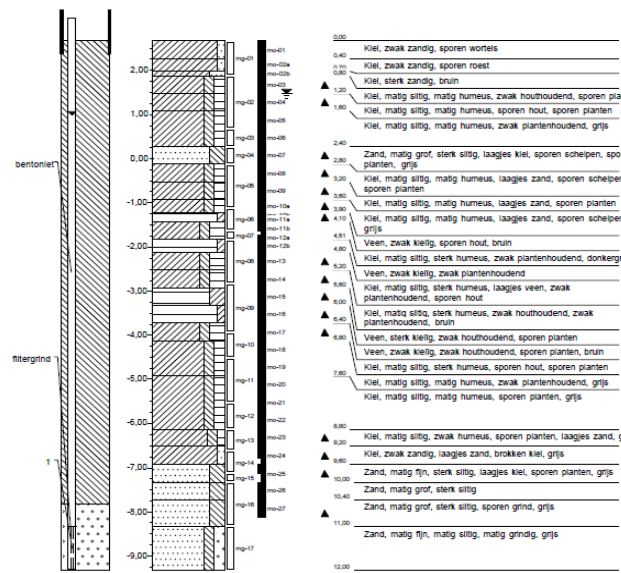 bentoniet
filtergrind
1
2,00
1,00
0,00
-1,00
-2,00
-3,00
-4,00
-5,00
-6,00
-7,00
-8,00
-9,00
mg-01
mg-02
mg-03
mg-04
mg-05
mg-06
mg-07
mg-08
mg-09
mg-10
mg-11
mg-12
mg-13
mg-14
mg-15
mg-16
mg-17
mo-01
mo-02a
mo-02b
mo-03
mo-04
mo-05
mo-06
mo-07
mo-08
mo-09
mo-10a
mo-11a
mo-11b
mo-12a
mo-12b
mo-13
mo-14
mo-15
mo-16
mo-17
mo-18
mo-19
mo-20
mo-21
mo-22
mo-23
mo-24
mo-25
mo-26
mo-27
0,00
Klei, zwak zandig, sporen wortels
0,40
Klei, zwak zandig, sporen roest
0,70
0,80
Klei, sterk zandig, bruin
1,20
Klei, matig siltig, matig humeus, zwak houthoudend, sporen pla
1,60
Klei, matig siltig, matig humeus, sporen hout, sporen planten
Klei, matig siltig, matig humeus, zwak plantenhoudend, grijs
2,40
Zand, matig grof, sterk siltig, laagjes klei, sporen schelpen, spo
2,80
planten, grijs
3,20
Klei, matig siltig, matig humeus, laagjes zand, sporen schelpen
sporen planten
3,60
Klei, matig siltig, matig humeus, laagjes zand, sporen planten
3,90
4,10
Klei, matig siltig, matig humeus, laagjes zand, sporen schelpen
grijs
4,51
Veen, zwak kleiig, sporen hout, bruin
4,80
Klei, matig siltig, sterk humeus, zwak plantenhoudend, donkergr
5,20
Veen, zwak kleiig, zwak plantenhoudend
5,60
Klei, matig siltig, sterk humeus, laagjes veen, zwak
plantenhoudend, sporen hout
6,00
Klei, matig siltig, sterk humeus, zwak houthoudend, zwak
6,40
plantenhoudend, bruin
Veen, sterk kleiig, zwak houthoudend, sporen planten
6,80
Veen, zwak kleiig, zwak houthoudend, sporen planten, bruin
Klei, matig siltig, matig humeus, sporen hout, sporen planten
7,60
Klei, matig siltig, matig humeus, zwak plantenhoudend, grijs
Klei, matig siltig, matig humeus, sporen planten, grijs
8,80
Klei, matig siltig, zwak humeus, sporen planten, laagjes zand, g
9,20
Klei, zwak zandig, laagjes zand, brokken klei, grijs
9,60
Zand, matig fijn, sterk siltig, laagjes klei, sporen planten, grijs
10,00
Zand, matig grof, sterk siltig
10,40
Zand, matig grof, sterk siltig, sporen grind, grijs
11,00
Zand, matig fijn, matig siltig, matig grindig, grijs
12,00